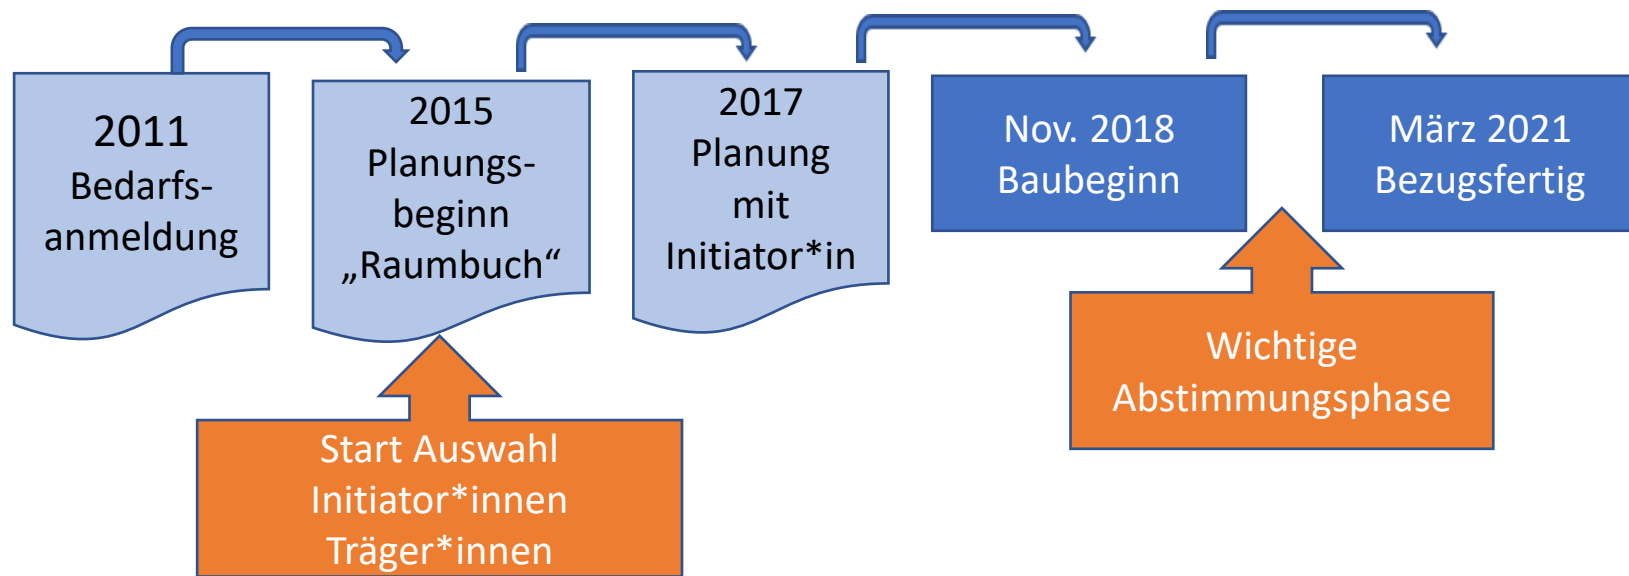 2011
Bedarfs-
anmeldung
2015
Planungs-
beginn
„Raumbuch“
2017
Planung
mit
Initiator*in
Nov. 2018
Baubeginn
März 2021
Bezugsfertig
Start Auswahl
Initiator*innen
Träger*innen
Wichtige
Abstimmungsphase